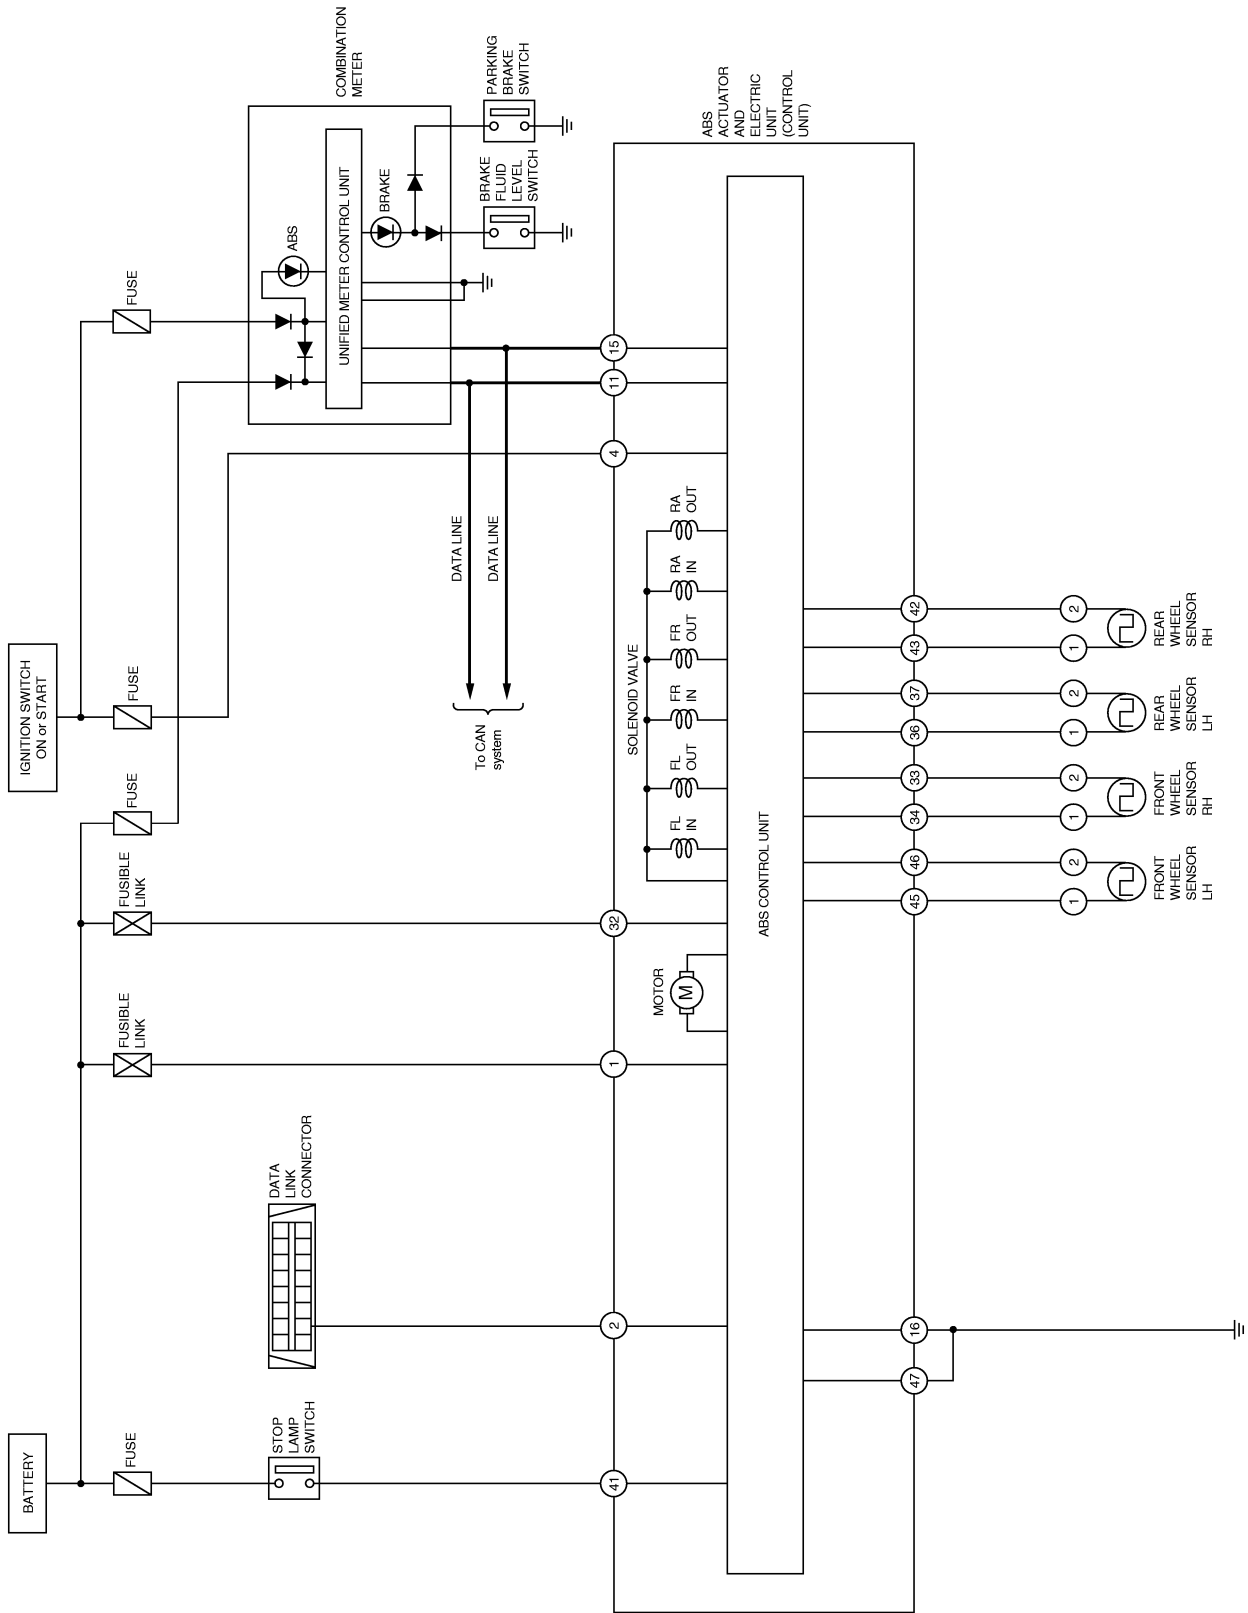 BATTERY
IGNITION SWITCH
ON or START
FUSE
FUSIBLE
LINK
FUSIBLE
LINK
FUSE
FUSE
FUSE
STOP
LAMP
SWITCH
DATA
LINK
CONNECTOR
COMBINATION
METER
UNIFIED METER CONTROL UNIT
ABS
BRAKE
BRAKE
FLUID
LEVEL
SWITCH
PARKING
BRAKE
SWITCH
DATA LINE
DATA LINE
To CAN
system
ABS
ACTUATOR
AND
ELECTRIC
UNIT
(CONTROL
UNIT)
41
2
1
32
4
11
15
MOTOR
M
SOLENOID VALVE
FL
IN
FL
OUT
FR
IN
FR
OUT
RA
IN
RA
OUT
ABS CONTROL UNIT
47
16
45
46
34
33
36
37
43
42
1
2
1
2
1
2
1
2
FRONT
WHEEL
SENSOR
LH
FRONT
WHEEL
SENSOR
RH
REAR
WHEEL
SENSOR
LH
REAR
WHEEL
SENSOR
RH